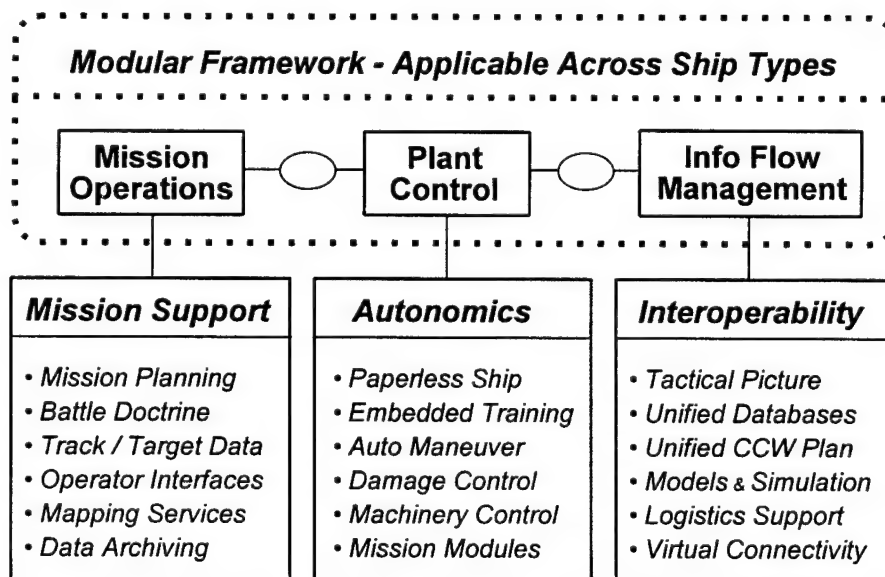 Modular Framework - Applicable Across Ship Types
Mission
Operations
Plant
Control
Info Flow
Management
Mission Support
• Mission Planning
• Battle Doctrine
• Track / Target Data
• Operator Interfaces
• Mapping Services
• Data Archiving
Autonomics
• Paperless Ship
• Embedded Training
• Auto Maneuver
• Damage Control
• Machinery Control
• Mission Modules
Interoperability
• Tactical Picture
• Unified Databases
• Unified CCW Plan
• Models & Simulation
• Logistics Support
• Virtual Connectivity